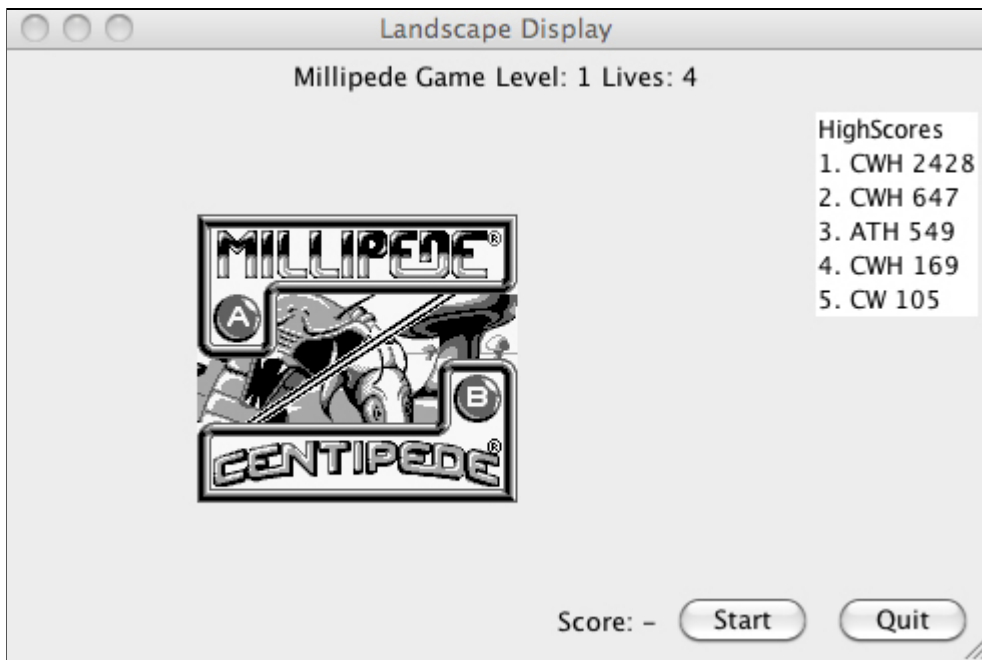 Landscape Display
Millipede Game Level: 1 Lives: 4
HighScores
1. CWH 2428
2. CWH 647
3. ATH 549
4. CWH 169
5. CW 105
MILLIPEDE®
A
B
CENTIPEDE®
Score: - Start Quit